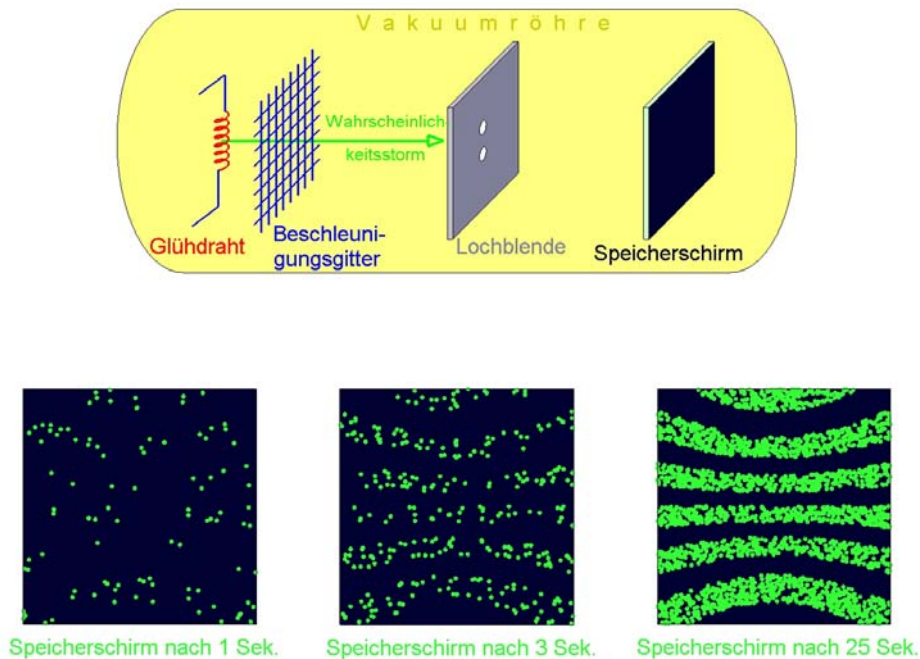 Vakuumröhre
Wahrscheinlich-
keitsstorm
Glühdraht
Beschleuni-
gungsgitter
Lochblende
Speicherschirm
Speicherschirm nach 1 Sek.
Speicherschirm nach 3 Sek.
Speicherschirm nach 25 Sek.